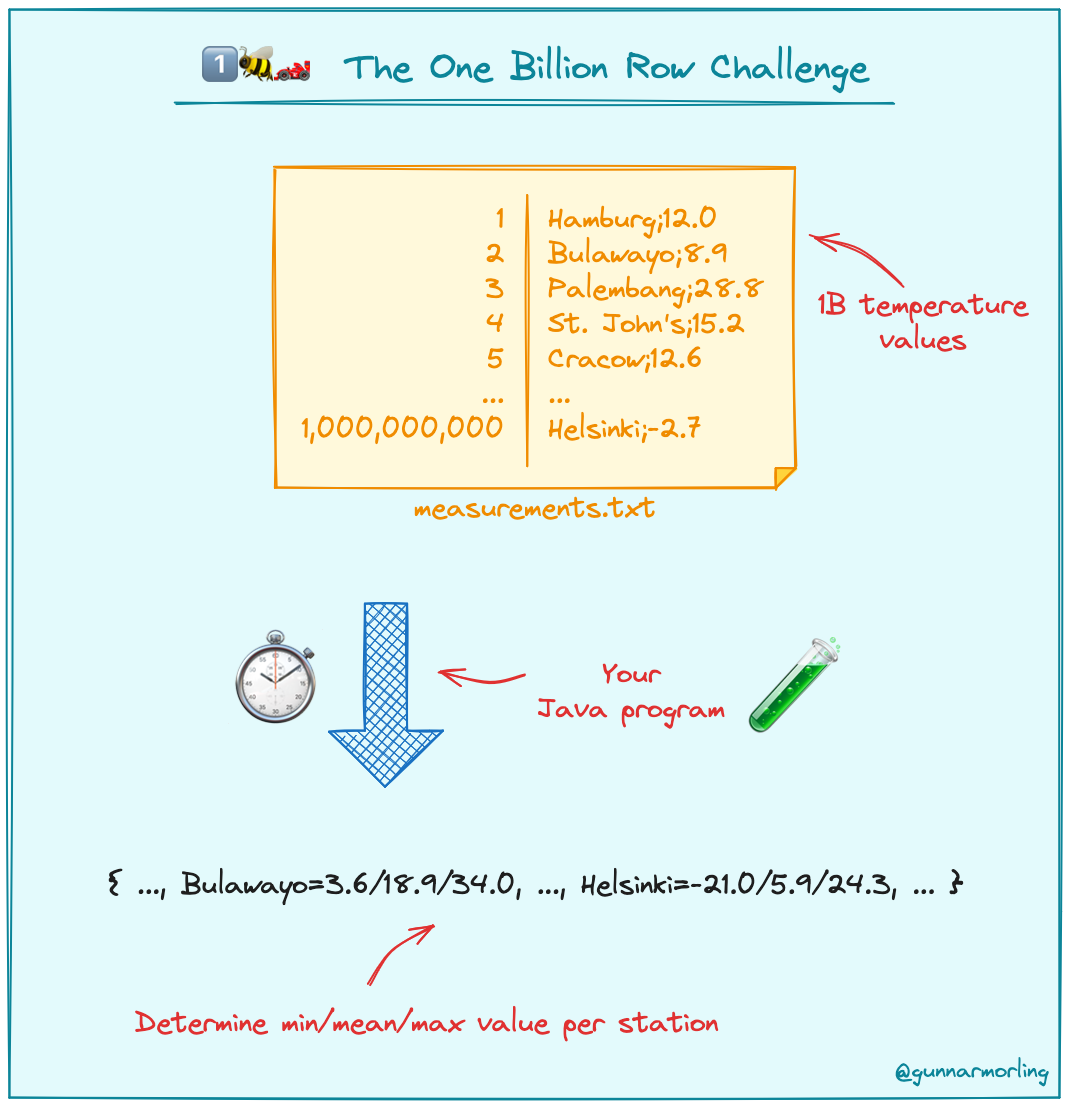 1 The One Billion Row Challenge
1 Hamburg;12.0
2 Bulawayo;8.9
3 Palembang;28.8
4 St. John's;15.2
5 Cracow;12.6
... ...
1,000,000,000 Helsinki;-2.7
measurements.txt
1B temperature
values
Your
Java program
{ ..., Bulawayo=3.6/18.9/34.0, ..., Helsinki=-21.0/5.9/24.3, ... }
Determine min/mean/max value per station
@gunnarmorling